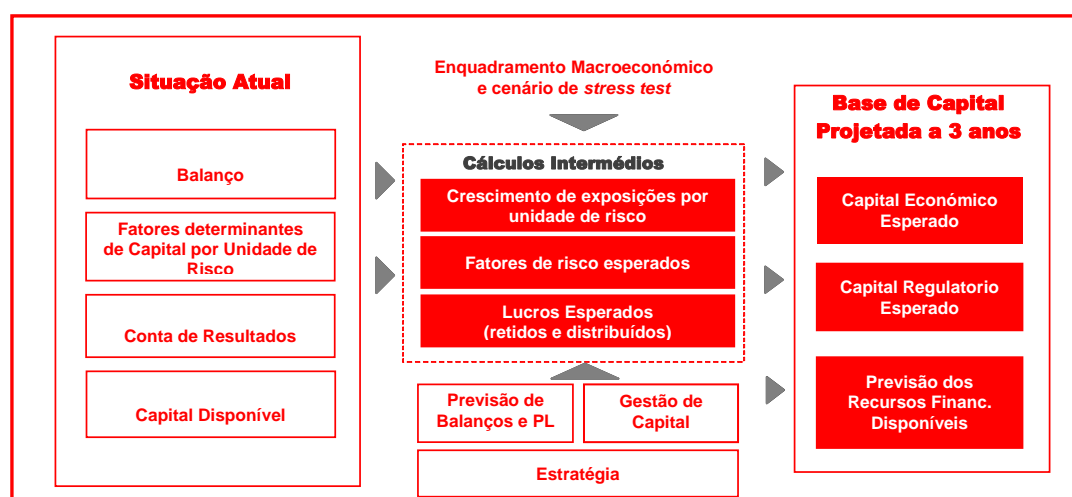 Situação Atual
Balanço
Fatores determinantes
de Capital por Unidade de
Risco
Conta de Resultados
Capital Disponível
Enquadramento Macroeconómico
e cenário de stress test
Cálculos Intermédios
Crescimento de exposições por
unidade de risco
Fatores de risco esperados
Lucros Esperados
(retidos e distribuídos)
Previsão de
Balanços e PL
Gestão de
Capital
Estratégia
Base de Capital
Projetada a 3 anos
Capital Económico
Esperado
Capital Regulatorio
Esperado
Previsão dos
Recursos Financ.
Disponíveis